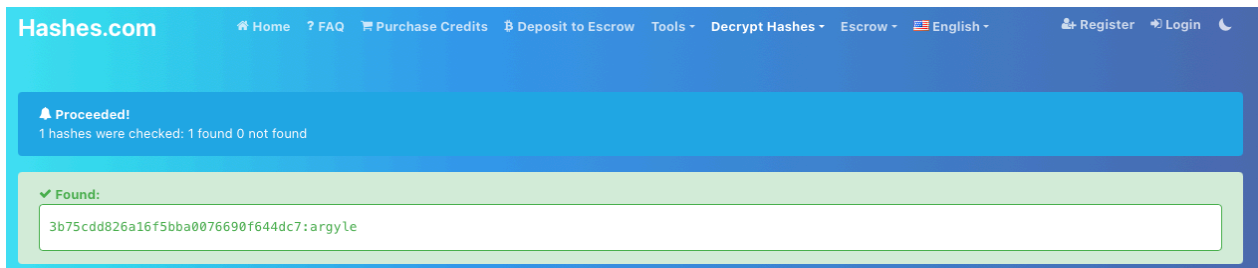 Hashes.com Home ? FAQ Purchase Credits Deposit to Escrow Tools Decrypt Hashes Escrow English Register Login
Proceeded!
1 hashes were checked: 1 found 0 not found
Found:
3b75cdd826a16f5bba0076690f644dc7:argyle